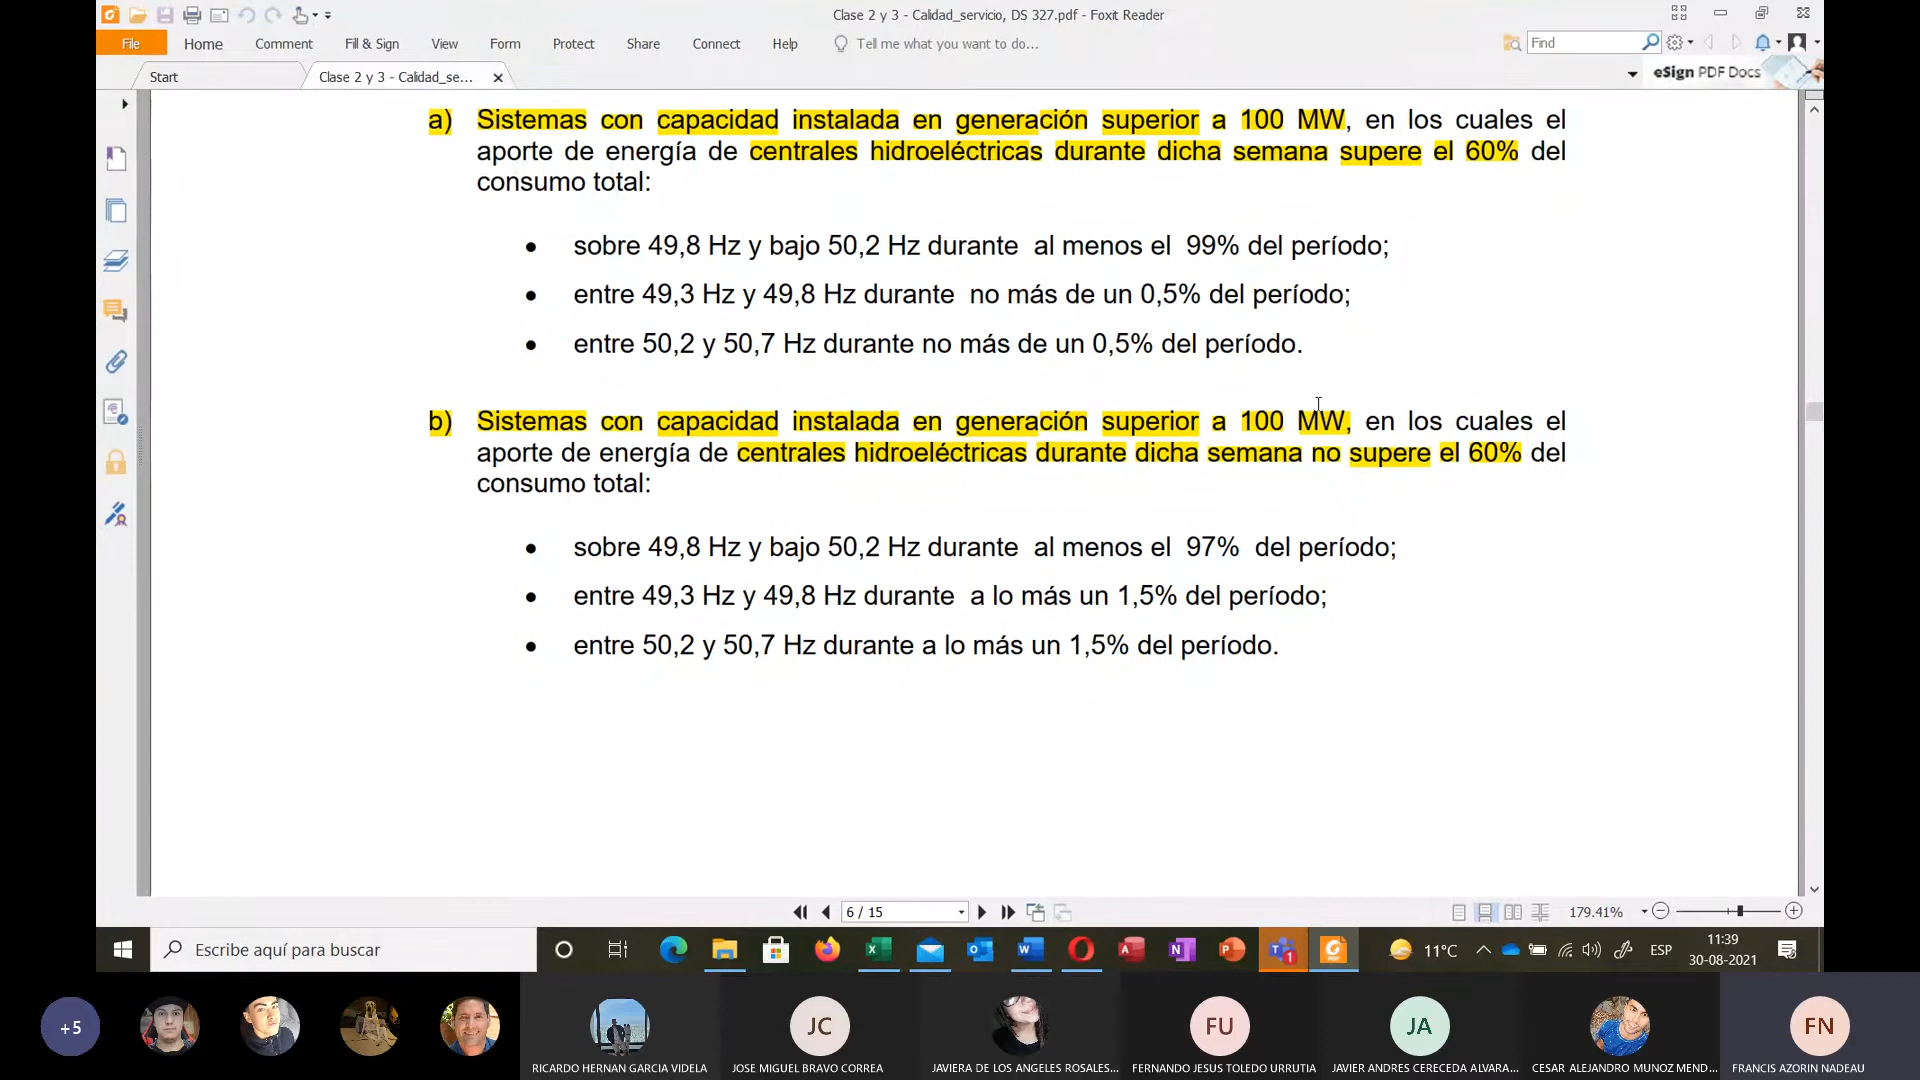 Clase 2 y 3 - Calidad_servicio, DS 327.pdf - Foxit Reader
File Home Comment Fill & Sign View Form Protect Share Connect Help Tell me what you want to do... Find
Start Clase 2 y 3 - Calidad_se... eSign PDF Docs
a) Sistemas con capacidad instalada en generación superior a 100 MW, en los cuales el
aporte de energía de centrales hidroeléctricas durante dicha semana supere el 60% del
consumo total:
• sobre 49,8 Hz y bajo 50,2 Hz durante al menos el 99% del período;
• entre 49,3 Hz y 49,8 Hz durante no más de un 0,5% del período;
• entre 50,2 y 50,7 Hz durante no más de un 0,5% del período.
b) Sistemas con capacidad instalada en generación superior a 100 MW, en los cuales el
aporte de energía de centrales hidroeléctricas durante dicha semana no supere el 60% del
consumo total:
• sobre 49,8 Hz y bajo 50,2 Hz durante al menos el 97% del período;
• entre 49,3 Hz y 49,8 Hz durante a lo más un 1,5% del período;
• entre 50,2 y 50,7 Hz durante a lo más un 1,5% del período.
6 / 15 179.41%
Escribe aquí para buscar 1 11°C ESP 11:39
30-08-2021
+5 JC FU JA FN
RICARDO HERNAN GARCIA VIDELA JOSE MIGUEL BRAVO CORREA JAVIERA DE LOS ANGELES ROSALES... FERNANDO JESUS TOLEDO URRUTIA JAVIER ANDRES CERECEDA ALVARA... CESAR ALEJANDRO MUNOZ MEND... FRANCIS AZORIN NADEAU